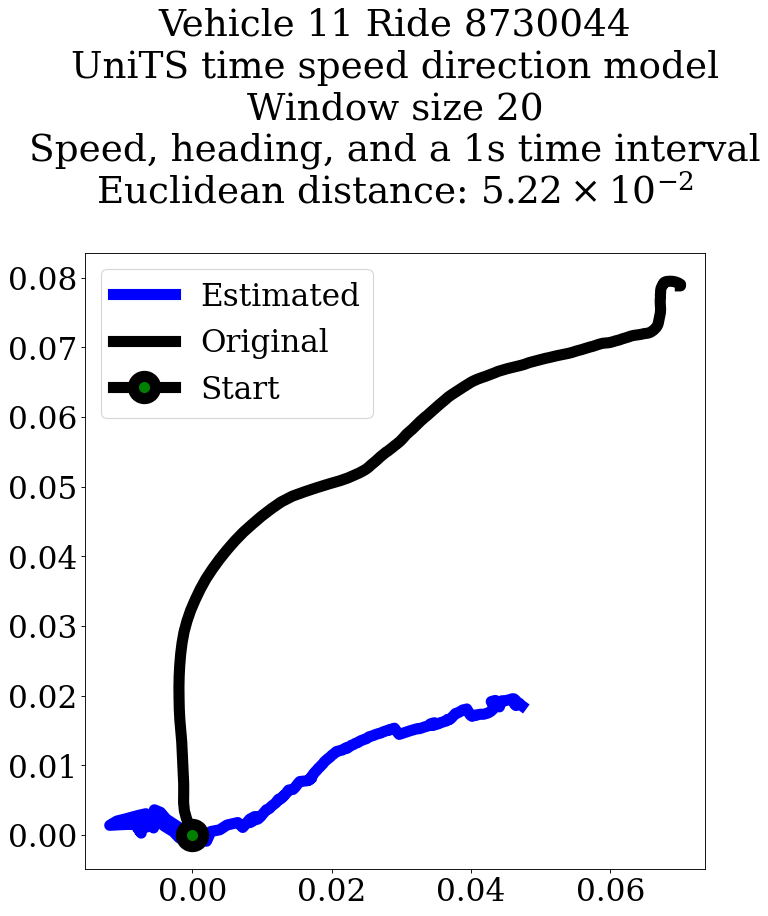 Vehicle 11 Ride 8730044
UniTS time speed direction model
Window size 20
Speed, heading, and a 1s time interval
Euclidean distance: 5.22 × 10⁻²
0.08
0.07
0.06
0.05
0.04
0.03
0.02
0.01
0.00
Estimated
Original
Start
0.00 0.02 0.04 0.06